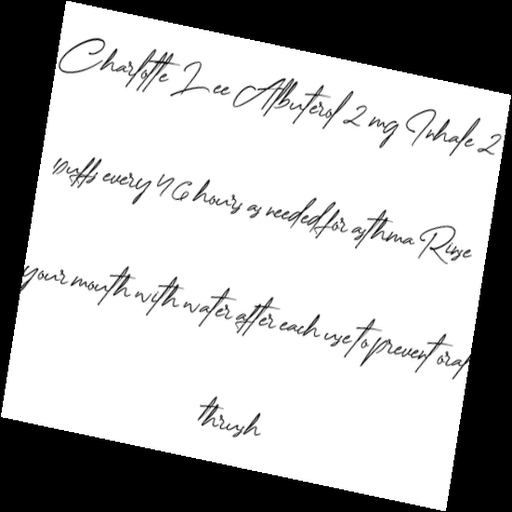 Charlotte Lee Albuterol 2 mg Inhale 2
puffs every 4 6 hours as needed for asthma Rinse
your mouth with water after each use to prevent oral
thrush